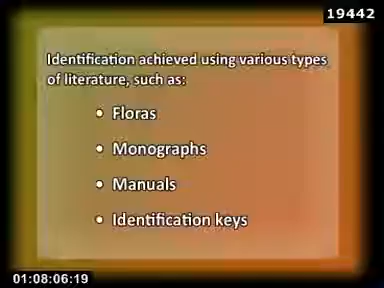 19442
Identification achieved using various types
of literature, such as:
• Floras
• Monographs
• Manuals
• Identification keys
01:08:06:19